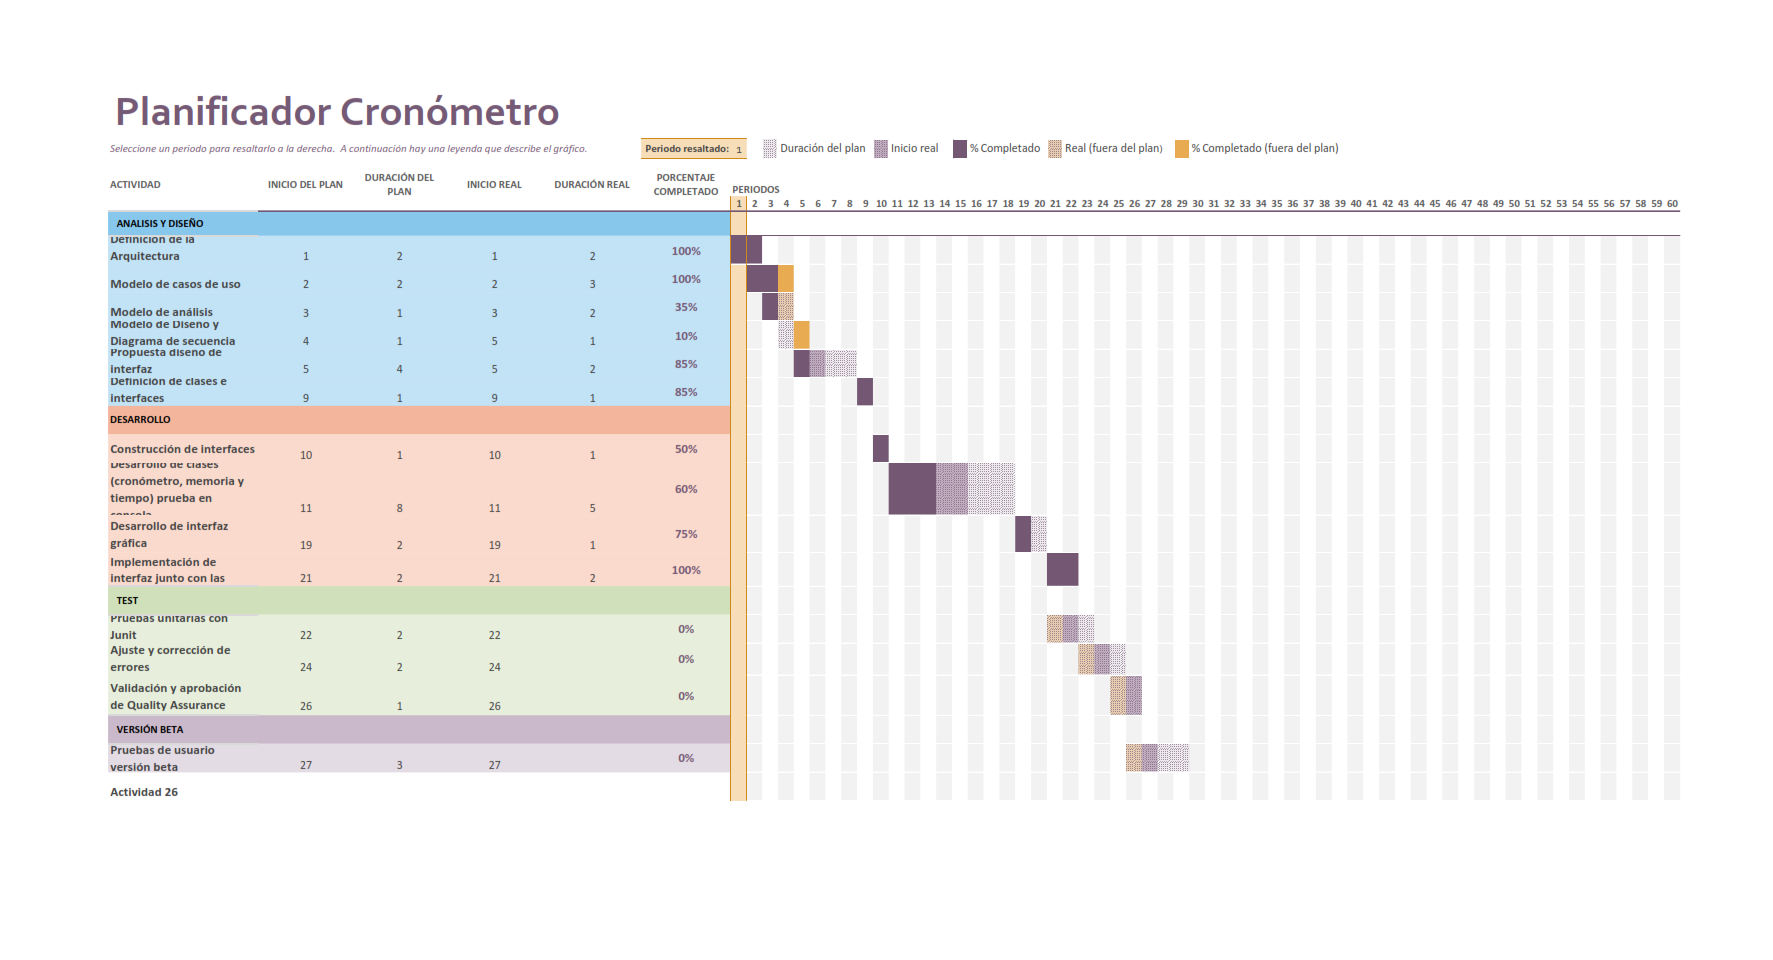 Planificador Cronómetro
Seleccione un periodo para resaltarlo a la derecha. A continuación hay una leyenda que describe el gráfico.
Periodo resaltado: 1
Duración del plan
Inicio real
% Completado
Real (fuera del plan)
% Completado (fuera del plan)
ACTIVIDAD
INICIO DEL PLAN
DURACIÓN DEL
PLAN
INICIO REAL
DURACIÓN REAL
PORCENTAJE
COMPLETADO
PERIODOS
1 2 3 4 5 6 7 8 9 10 11 12 13 14 15 16 17 18 19 20 21 22 23 24 25 26 27 28 29 30 31 32 33 34 35 36 37 38 39 40 41 42 43 44 45 46 47 48 49 50 51 52 53 54 55 56 57 58 59 60
ANALISIS Y DISEÑO
Definición de la
Arquitectura 1 2 1 2 100%
Modelo de casos de uso 2 2 2 3 100%
Modelo de análisis 3 1 3 2 35%
Modelo de Diseño y
Diagrama de secuencia 4 1 5 1 10%
Propuesta diseño de
interfaz 5 4 5 2 85%
Definición de clases e
interfaces 9 1 9 1 85%
DESARROLLO
Construcción de interfaces 10 1 10 1 50%
Desarrollo de clases
(cronómetro, memoria y
tiempo) prueba en
consola 11 8 11 5 60%
Desarrollo de interfaz
gráfica 19 2 19 1 75%
Implementación de
interfaz junto con las 21 2 21 2 100%
TEST
Pruebas unitarias con
Junit 22 2 22 0%
Ajuste y corrección de
errores 24 2 24 0%
Validación y aprobación
de Quality Assurance 26 1 26 0%
VERSIÓN BETA
Pruebas de usuario
versión beta 27 3 27 0%
Actividad 26